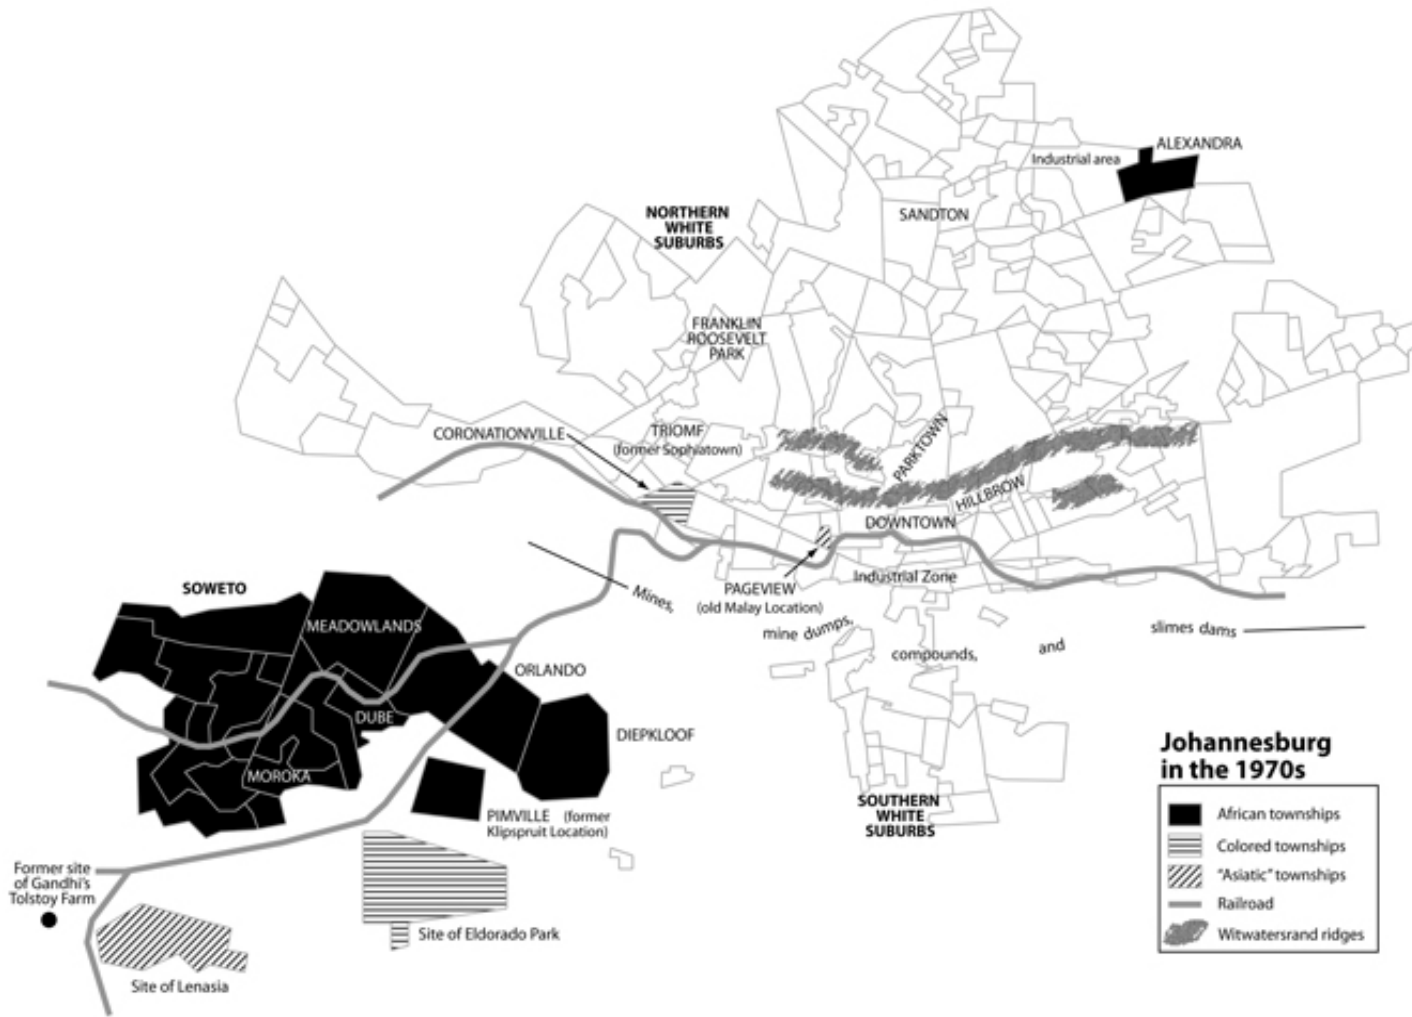 ALEXANDRA
Industrial area
SANDTON
NORTHERN
WHITE
SUBURBS
FRANKLIN
ROOSEVELT
PARK
CORONATIONVILLE
TRIOMF
(former Sophiatown)
PARKTOWN
HILLBROW
DOWNTOWN
Industrial Zone
PAGEVIEW
(old Malay Location)
Mines,
mine dumps,
compounds,
and
slimes dams
SOWETO
MEADOWLANDS
ORLANDO
DUBE
DIEPKLOOF
MOROKA
PIMVILLE (former
Klipspruit Location)
SOUTHERN
WHITE
SUBURBS
Former site
of Gandhi's
Tolstoy Farm
Site of Eldorado Park
Site of Lenasia
Johannesburg
in the 1970s
African townships
Colored townships
"Asiatic" townships
Railroad
Witwatersrand ridges